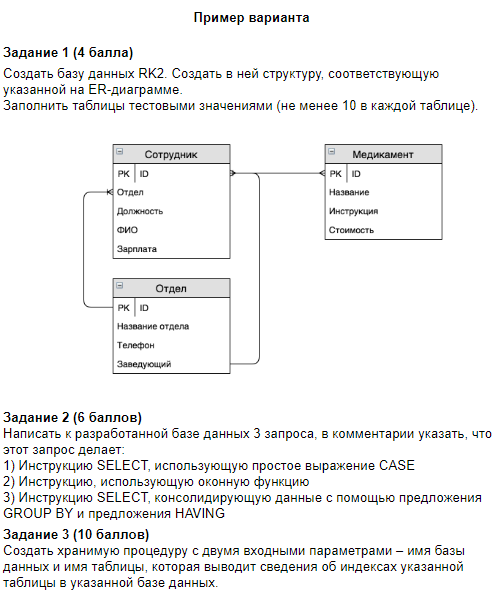 Пример варианта
Задание 1 (4 балла)
Создать базу данных RK2. Создать в ней структуру, соответствующую
указанной на ER-диаграмме.
Заполнить таблицы тестовыми значениями (не менее 10 в каждой таблице).
Сотрудник
PK ID
Отдел
Должность
ФИО
Зарплата
Медикамент
PK ID
Название
Инструкция
Стоимость
Отдел
PK ID
Название отдела
Телефон
Заведующий
Задание 2 (6 баллов)
Написать к разработанной базе данных 3 запроса, в комментарии указать, что
этот запрос делает:
1) Инструкцию SELECT, использующую простое выражение CASE
2) Инструкцию, использующую оконную функцию
3) Инструкцию SELECT, консолидирующую данные с помощью предложения
GROUP BY и предложения HAVING
Задание 3 (10 баллов)
Создать хранимую процедуру с двумя входными параметрами – имя базы
данных и имя таблицы, которая выводит сведения об индексах указанной
таблицы в указанной базе данных.